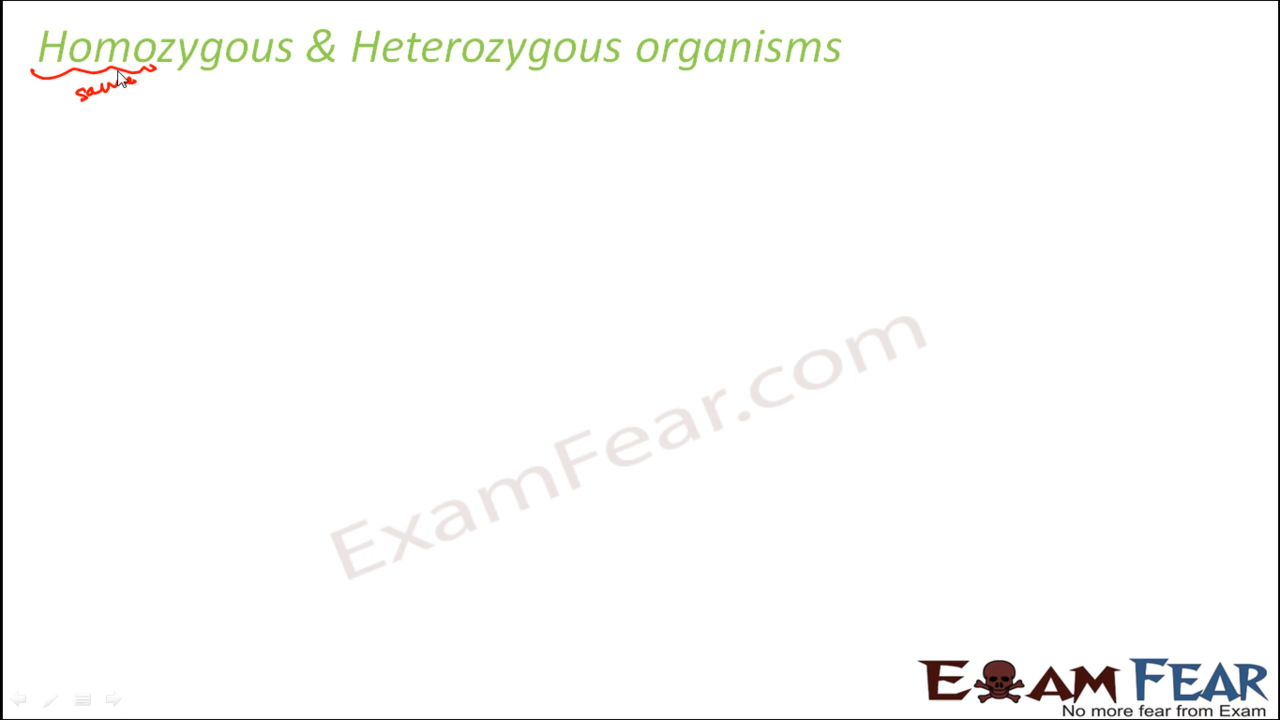 Homozygous & Heterozygous organisms
same
ExamFear.com
EXAM FEAR
No more fear from Exam